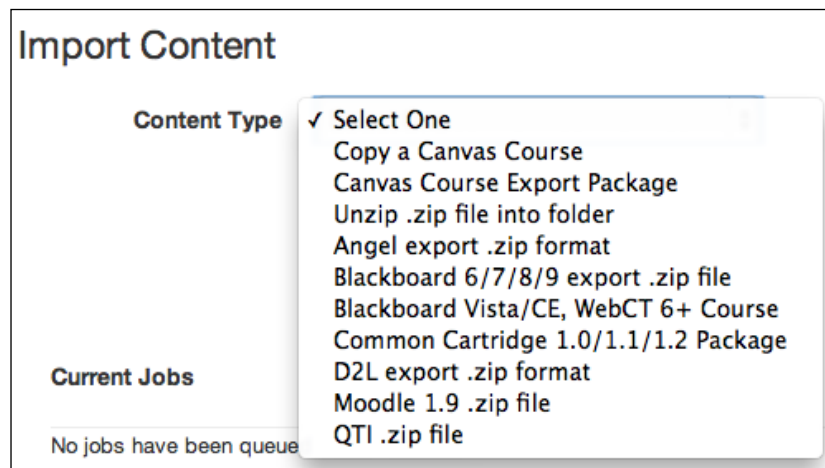 Import Content
Content Type
✓ Select One
Copy a Canvas Course
Canvas Course Export Package
Unzip .zip file into folder
Angel export .zip format
Blackboard 6/7/8/9 export .zip file
Blackboard Vista/CE, WebCT 6+ Course
Common Cartridge 1.0/1.1/1.2 Package
D2L export .zip format
Moodle 1.9 .zip file
QTI .zip file
Current Jobs
No jobs have been queue